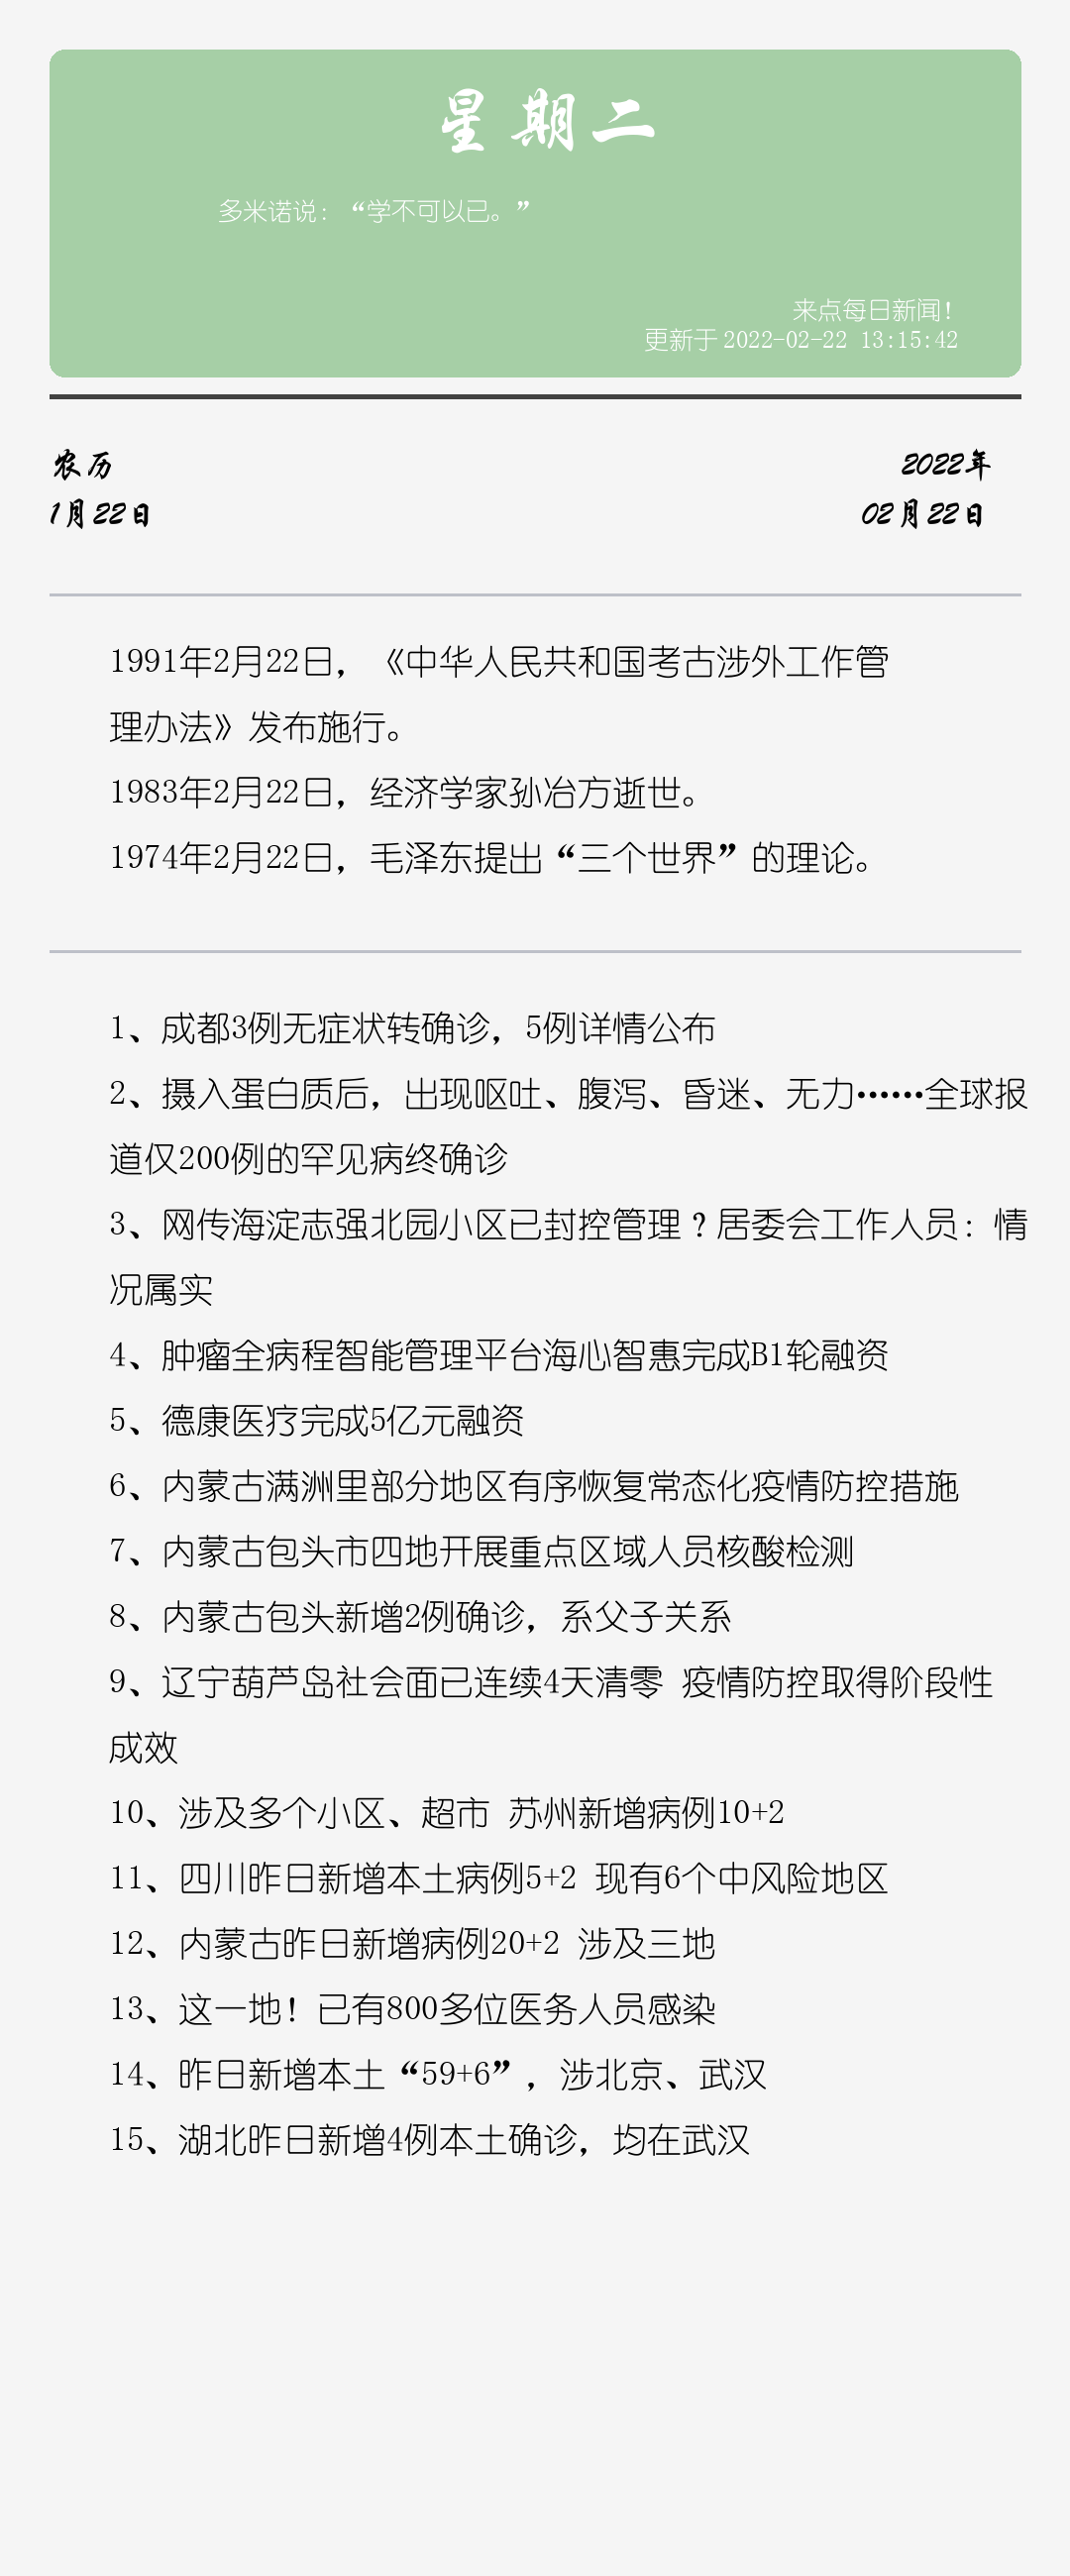 星期二
多米诺说：“学不可以已。”
来点每日新闻！
更新于 2022-02-22 13:15:42
农历
2022年
1月22日
02月22日
1991年2月22日，《中华人民共和国考古涉外工作管
理办法》发布施行。
1983年2月22日，经济学家孙冶方逝世。
1974年2月22日，毛泽东提出“三个世界”的理论。
1、成都3例无症状转确诊，5例详情公布
2、摄入蛋白质后，出现呕吐、腹泻、昏迷、无力……全球报
道仅200例的罕见病终确诊
3、网传海淀志强北园小区已封控管理？居委会工作人员：情
况属实
4、肿瘤全病程智能管理平台海心智惠完成B1轮融资
5、德康医疗完成5亿元融资
6、内蒙古满洲里部分地区有序恢复常态化疫情防控措施
7、内蒙古包头市四地开展重点区域人员核酸检测
8、内蒙古包头新增2例确诊，系父子关系
9、辽宁葫芦岛社会面已连续4天清零 疫情防控取得阶段性
成效
10、涉及多个小区、超市 苏州新增病例10+2
11、四川昨日新增本土病例5+2 现有6个中风险地区
12、内蒙古昨日新增病例20+2 涉及三地
13、这一地！已有800多位医务人员感染
14、昨日新增本土“59+6”，涉北京、武汉
15、湖北昨日新增4例本土确诊，均在武汉